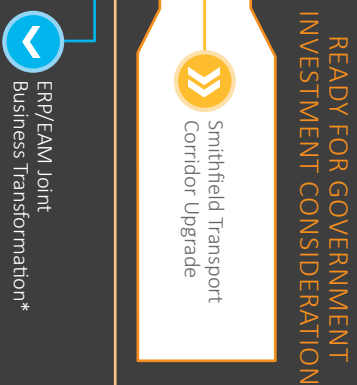 READY FOR GOVERNMENT
INVESTMENT CONSIDERATION
Smithfield Transport
Corridor Upgrade
ERP/EAM Joint
Business Transformation*